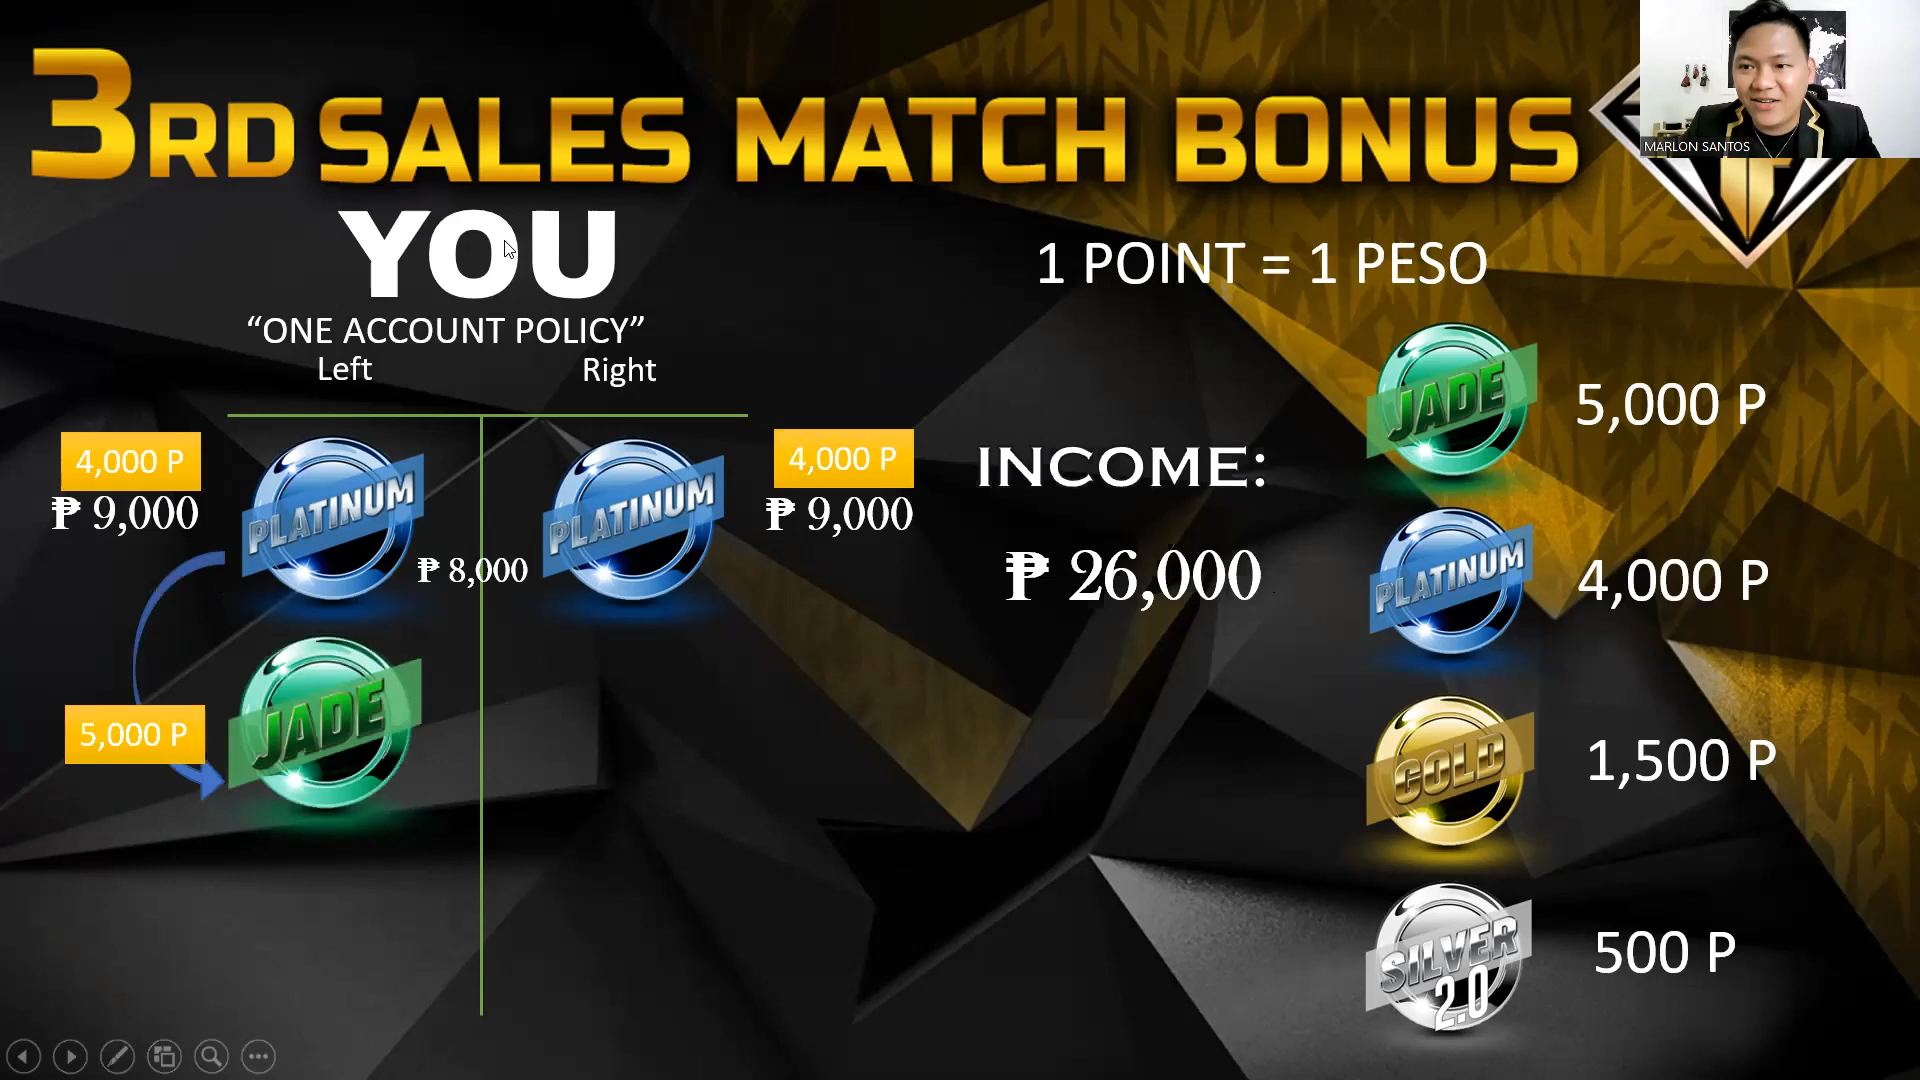 3RD SALES MATCH BONUS
MARLON SANTOS
YOU
1 POINT = 1 PESO
“ONE ACCOUNT POLICY”
Left Right
4,000 P
₱ 9,000
PLATINUM
₱ 8,000
PLATINUM
4,000 P
₱ 9,000
5,000 P
JADE
INCOME:
₱ 26,000
JADE 5,000 P
PLATINUM 4,000 P
GOLD 1,500 P
SILVER 2.0 500 P